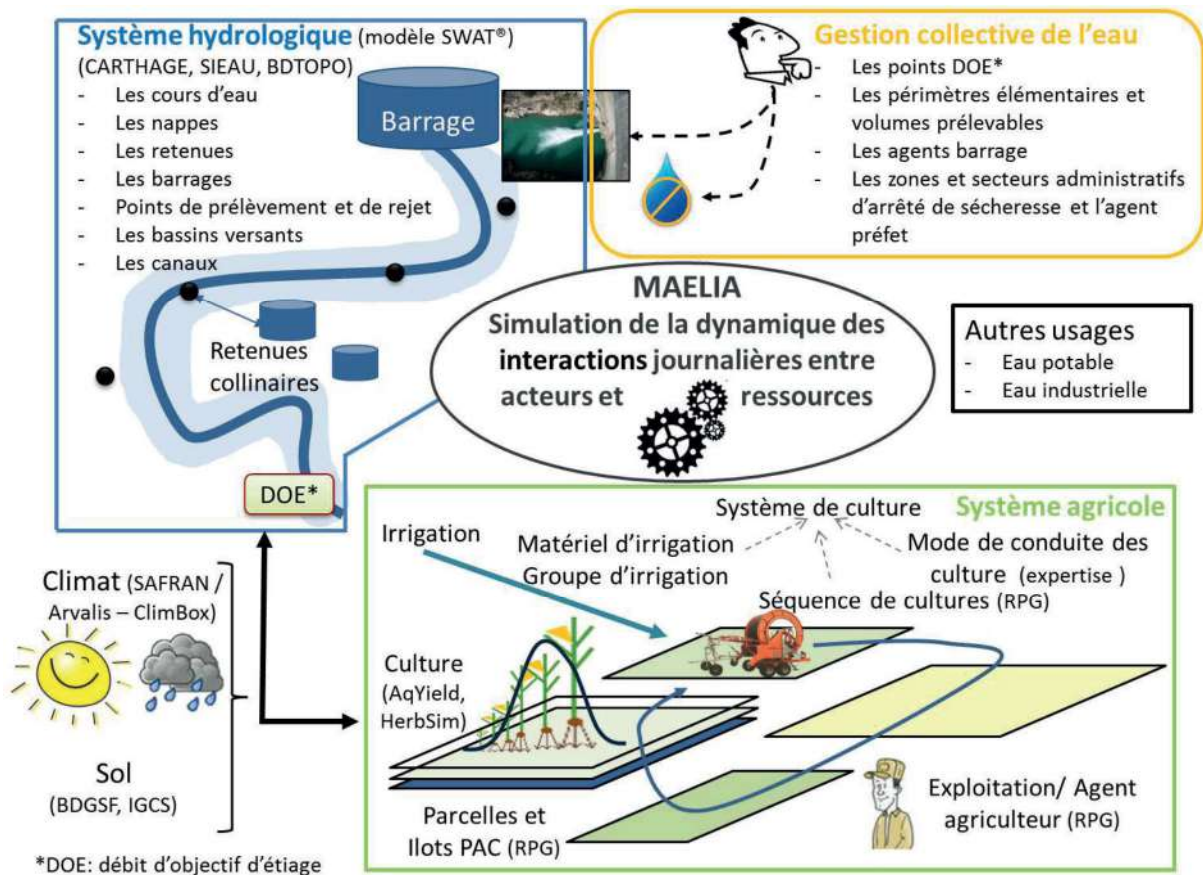 Système hydrologique (modèle SWAT®)
(CARTHAGE, SIEAU, BDTOPO)
- Les cours d'eau
- Les nappes
- Les retenues
- Les barrages
- Points de prélèvement et de rejet
- Les bassins versants
- Les canaux
Barrage
Retenues
collinaires
DOE*
Gestion collective de l'eau
- Les points DOE*
- Les périmètres élémentaires et
volumes prélevables
- Les agents barrage
- Les zones et secteurs administratifs
d'arrêté de sécheresse et l'agent
préfet
MAELIA
Simulation de la dynamique des
interactions journalières entre
acteurs et ressources
Autres usages
- Eau potable
- Eau industrielle
Climat (SAFRAN /
Arvalis – ClimBox)
Sol
(BDGSF, IGCS)
*DOE: débit d'objectif d'étiage
Système agricole
Système de culture
Irrigation
Matériel d'irrigation
Groupe d'irrigation
Mode de conduite des
culture (expertise )
Séquence de cultures (RPG)
Culture
(AqYield,
HerbSim)
Parcelles et
Ilots PAC (RPG)
Exploitation/ Agent
agriculteur (RPG)